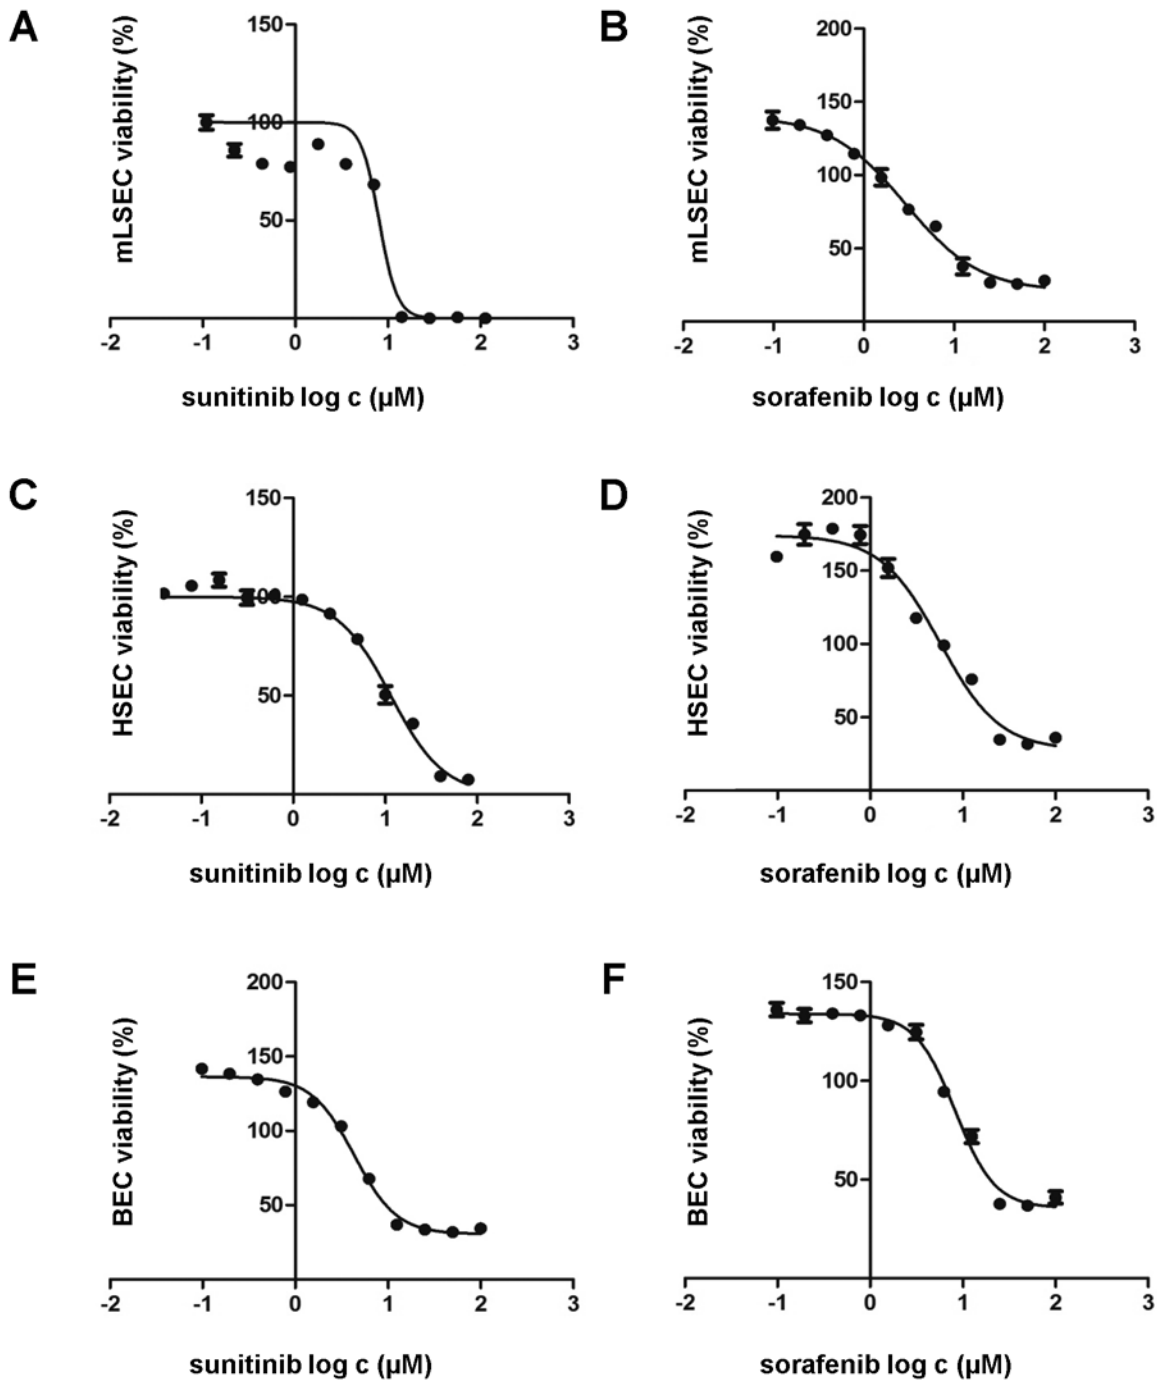 A
mLSEC viability (%)
150
100
50
-2 -1 0 1 2 3
sunitinib log c (µM)
B
mLSEC viability (%)
200
150
100
50
-2 -1 0 1 2 3
sorafenib log c (µM)
C
HSEC viability (%)
150
100
50
-2 -1 0 1 2 3
sunitinib log c (µM)
D
HSEC viability (%)
200
150
100
50
-2 -1 0 1 2 3
sorafenib log c (µM)
E
BEC viability (%)
200
150
100
50
-2 -1 0 1 2 3
sunitinib log c (µM)
F
BEC viability (%)
150
100
50
-2 -1 0 1 2 3
sorafenib log c (µM)